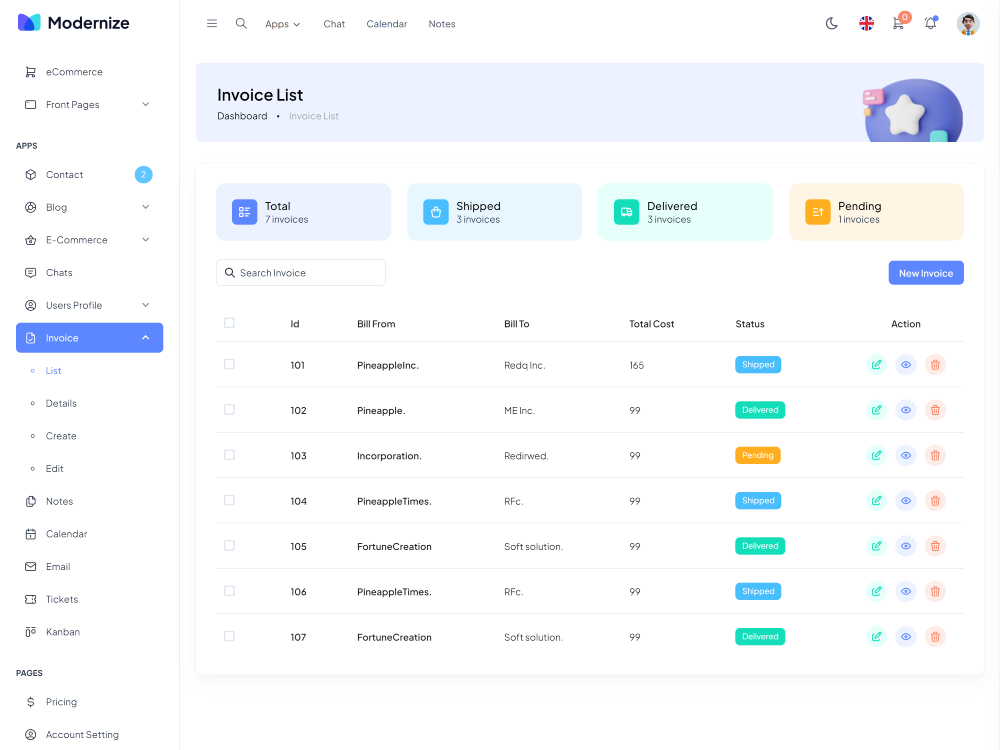 Modernize
Apps Chat Calendar Notes
0
eCommerce
Front Pages
APPS
Contact 2
Blog
E-Commerce
Chats
Users Profile
Invoice
List
Details
Create
Edit
Notes
Calendar
Email
Tickets
Kanban
PAGES
Pricing
Account Setting
Invoice List
Dashboard • Invoice List
Total
7 invoices
Shipped
3 invoices
Delivered
3 invoices
Pending
1 invoices
Search Invoice
New Invoice
Id Bill From Bill To Total Cost Status Action
101 PineappleInc. Redq Inc. 165 Shipped
102 Pineapple. ME Inc. 99 Delivered
103 Incorporation. Redirwed. 99 Pending
104 PineappleTimes. RFc. 99 Shipped
105 FortuneCreation Soft solution. 99 Delivered
106 PineappleTimes. RFc. 99 Shipped
107 FortuneCreation Soft solution. 99 Delivered